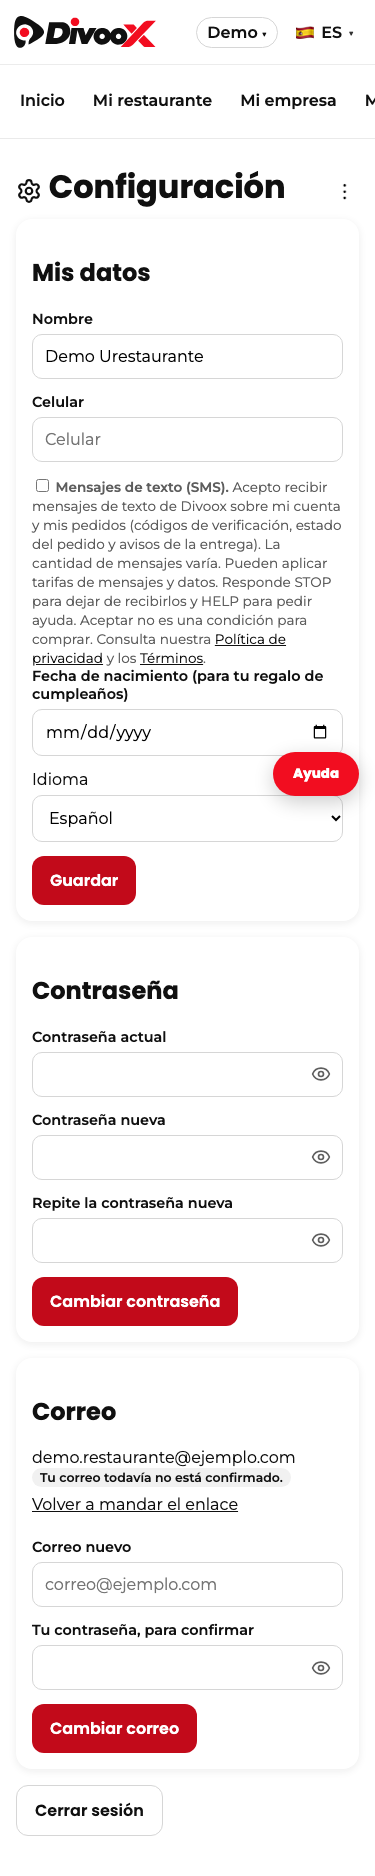 DivooX
Demo
ES
Inicio Mi restaurante Mi empresa M
Configuración
Mis datos
Nombre
Demo Urestaurante
Celular
Celular
Mensajes de texto (SMS). Acepto recibir
mensajes de texto de Divoox sobre mi cuenta
y mis pedidos (códigos de verificación, estado
del pedido y avisos de la entrega). La
cantidad de mensajes varía. Pueden aplicar
tarifas de mensajes y datos. Responde STOP
para dejar de recibirlos y HELP para pedir
ayuda. Aceptar no es una condición para
comprar. Consulta nuestra Política de
privacidad y los Términos.
Fecha de nacimiento (para tu regalo de
cumpleaños)
mm/dd/yyyy
Ayuda
Idioma
Español
Guardar
Contraseña
Contraseña actual
Contraseña nueva
Repite la contraseña nueva
Cambiar contraseña
Correo
demo.restaurante@ejemplo.com
Tu correo todavía no está confirmado.
Volver a mandar el enlace
Correo nuevo
correo@ejemplo.com
Tu contraseña, para confirmar
Cambiar correo
Cerrar sesión